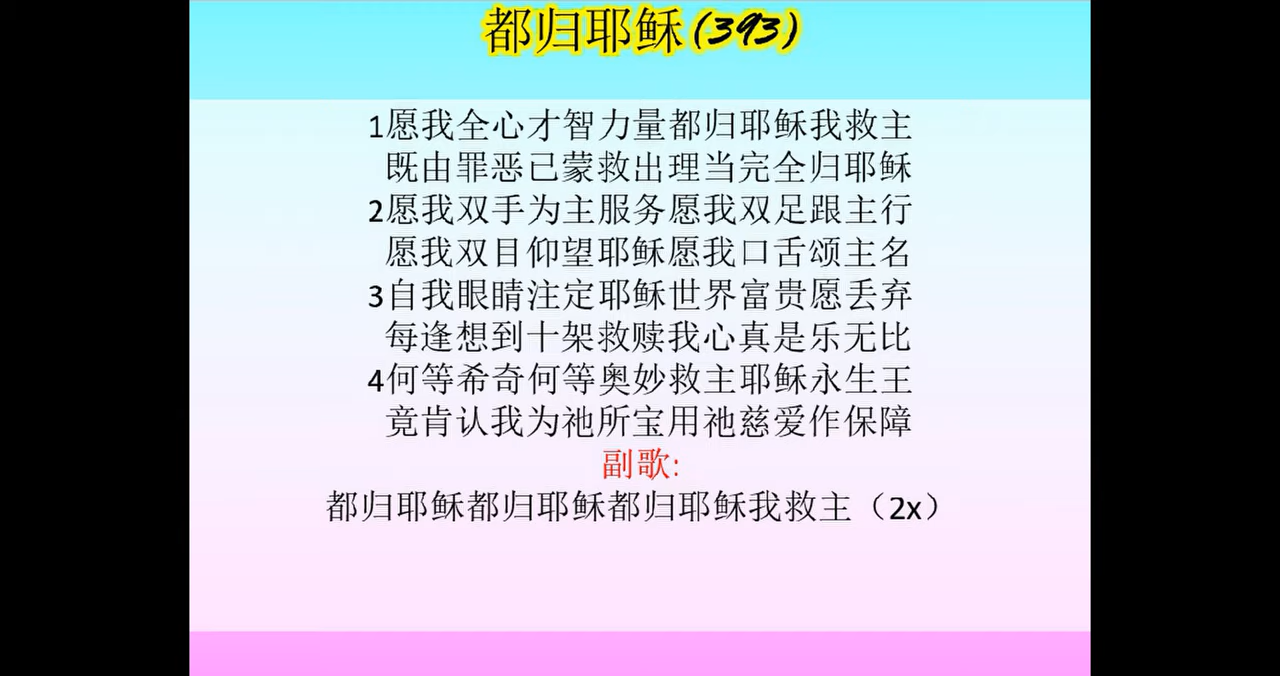 都归耶稣(393)
1愿我全心才智力量都归耶稣我救主
既由罪恶已蒙救出理当完全归耶稣
2愿我双手为主服务愿我双足跟主行
愿我双目仰望耶稣愿我口舌颂主名
3自我眼睛注定耶稣世界富贵愿丢弃
每逢想到十架救赎我心真是乐无比
4何等希奇何等奥妙救主耶稣永生王
竟肯认我为祂所宝用祂慈爱作保障
副歌:
都归耶稣都归耶稣都归耶稣我救主（2x）